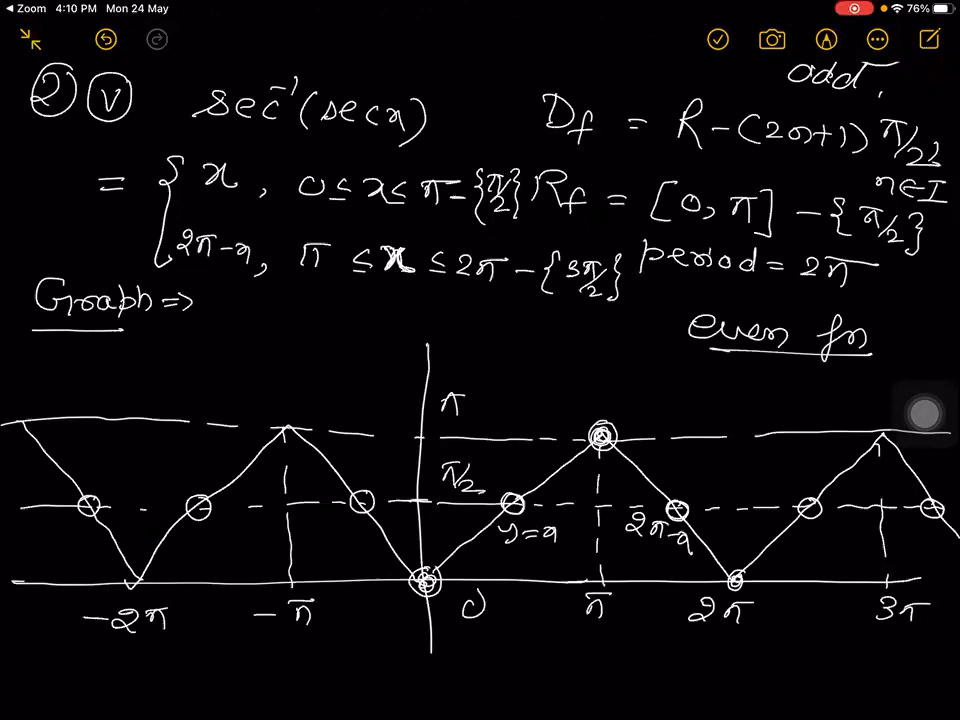 Zoom 4:10 PM Mon 24 May 76%
odd.
2 v sec⁻¹(sec x) Df = R - (2n+1) π/2, n∈I
= { x, 0 ≤ x ≤ π - {π/2} Rf = [0, π] - {π/2}
2π-x, π ≤ x ≤ 2π - {3π/2} period = 2π
Graph ⇒
even fn
π
π/2
y=x 2π-x
-2π -π 0 π 2π 3π